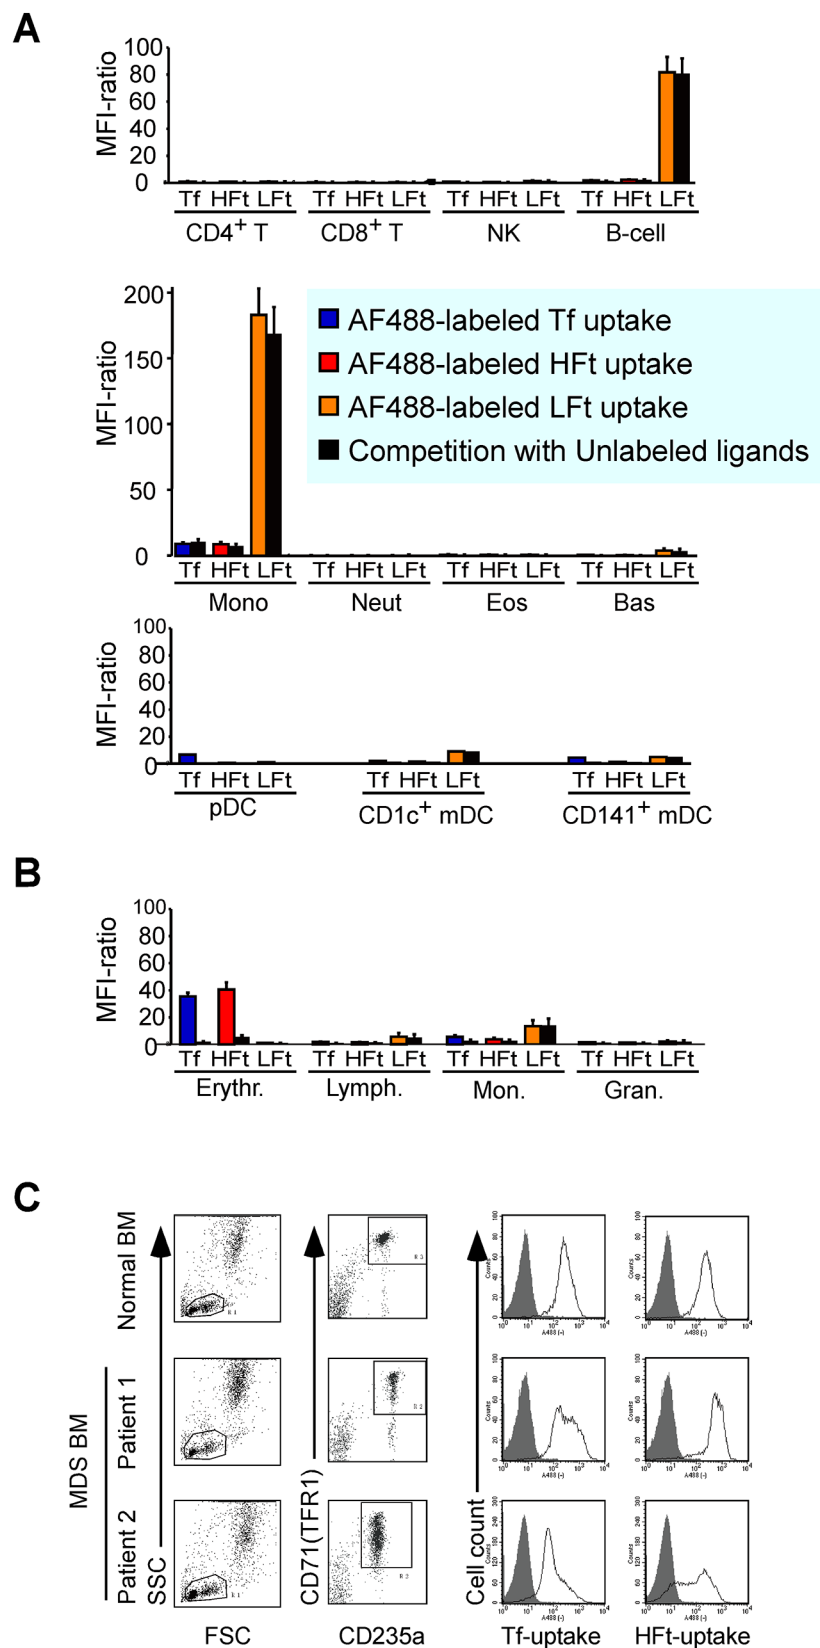 A
MFI-ratio
100
80
60
40
20
0
Tf HFt LFt Tf HFt LFt Tf HFt LFt Tf HFt LFt
CD4+ T CD8+ T NK B-cell
MFI-ratio
200
150
100
50
0
AF488-labeled Tf uptake
AF488-labeled HFt uptake
AF488-labeled LFt uptake
Competition with Unlabeled ligands
Tf HFt LFt Tf HFt LFt Tf HFt LFt Tf HFt LFt
Mono Neut Eos Bas
MFI-ratio
100
80
60
40
20
0
Tf HFt LFt Tf HFt LFt Tf HFt LFt
pDC CD1c+ mDC CD141+ mDC
B
MFI-ratio
100
80
60
40
20
0
Tf HFt LFt Tf HFt LFt Tf HFt LFt Tf HFt LFt
Erythr. Lymph. Mon. Gran.
C
Normal BM
MDS BM
Patient 1
Patient 2
SSC
CD71(TFR1)
Cell count
FSC CD235a Tf-uptake HFt-uptake